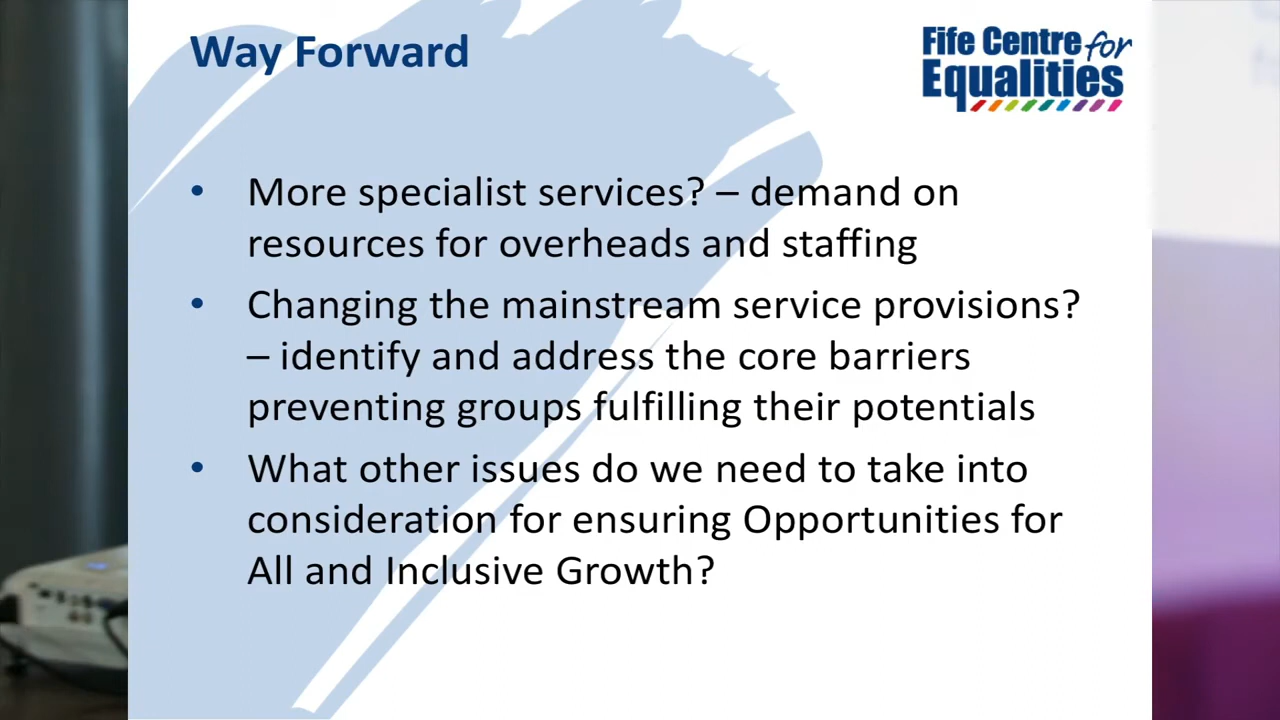 Way Forward
Fife Centre for
Equalities
• More specialist services? – demand on
resources for overheads and staffing
• Changing the mainstream service provisions?
– identify and address the core barriers
preventing groups fulfilling their potentials
• What other issues do we need to take into
consideration for ensuring Opportunities for
All and Inclusive Growth?